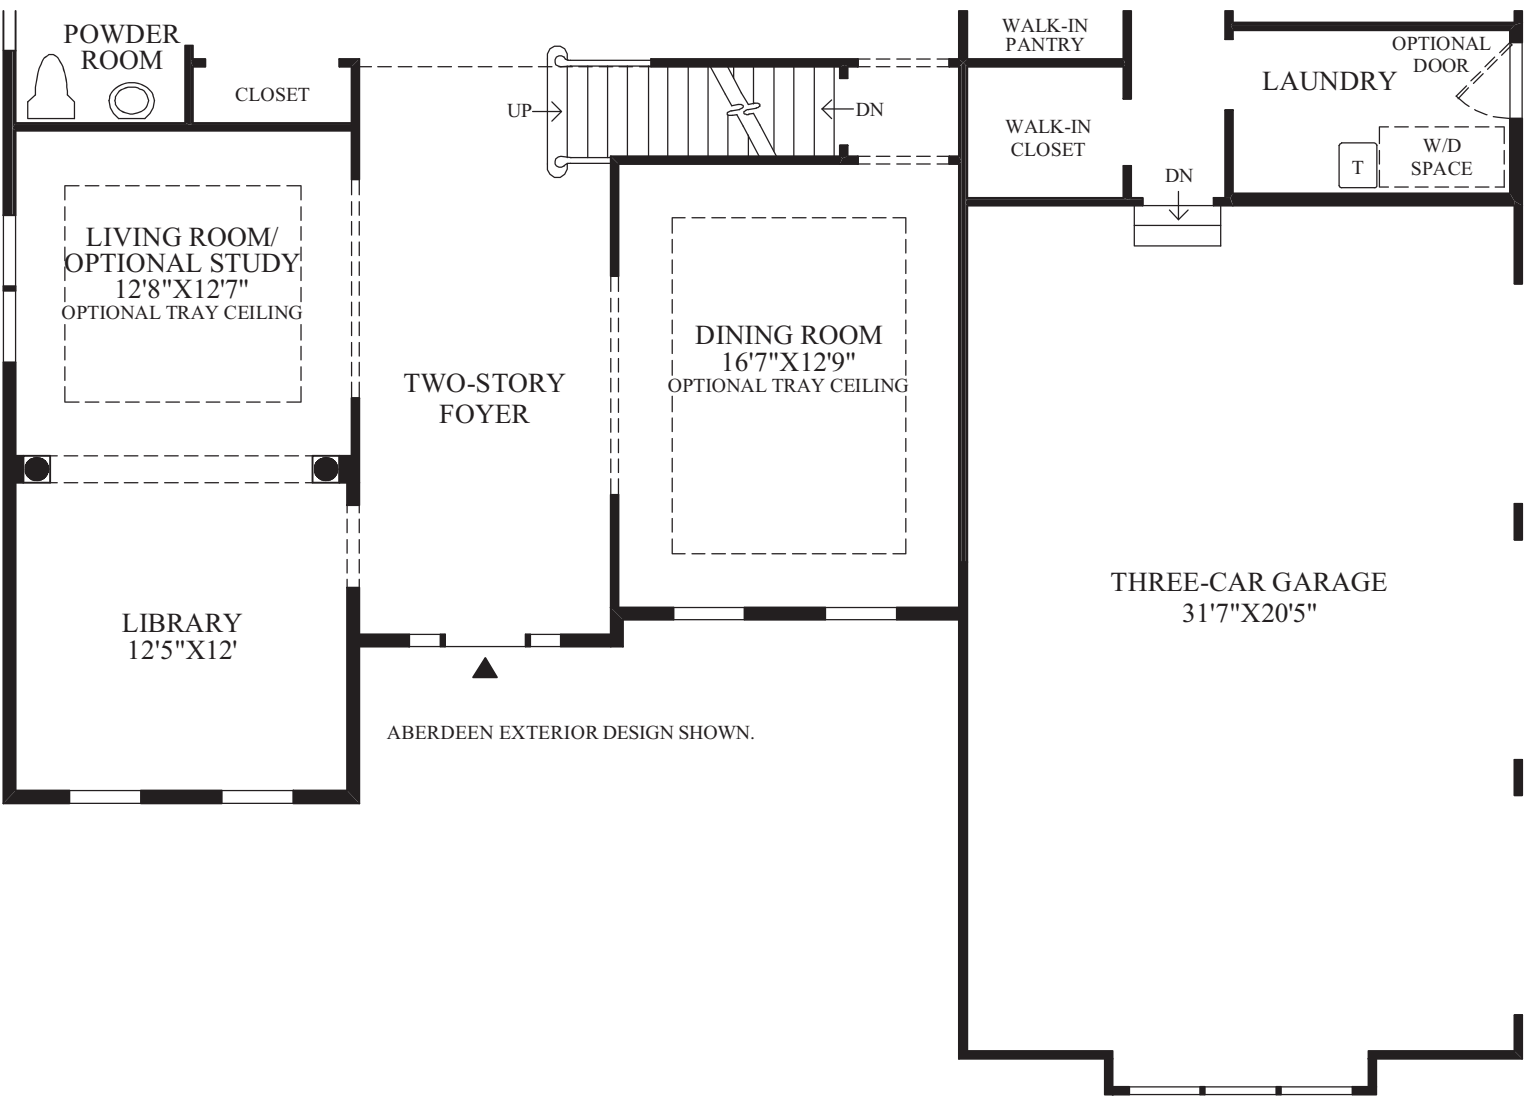 POWDER
ROOM
CLOSET
UP
DN
WALK-IN
PANTRY
WALK-IN
CLOSET
LAUNDRY
OPTIONAL
DOOR
W/D
SPACE
T
DN
LIVING ROOM/
OPTIONAL STUDY
12'8"X12'7"
OPTIONAL TRAY CEILING
TWO-STORY
FOYER
DINING ROOM
16'7"X12'9"
OPTIONAL TRAY CEILING
LIBRARY
12'5"X12'
THREE-CAR GARAGE
31'7"X20'5"
ABERDEEN EXTERIOR DESIGN SHOWN.